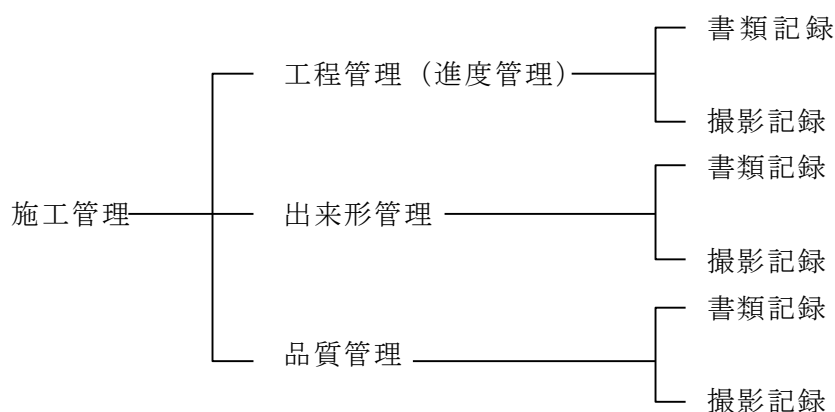 書類記録
工程管理（進度管理）
撮影記録
書類記録
施工管理
出来形管理
撮影記録
書類記録
品質管理
撮影記録